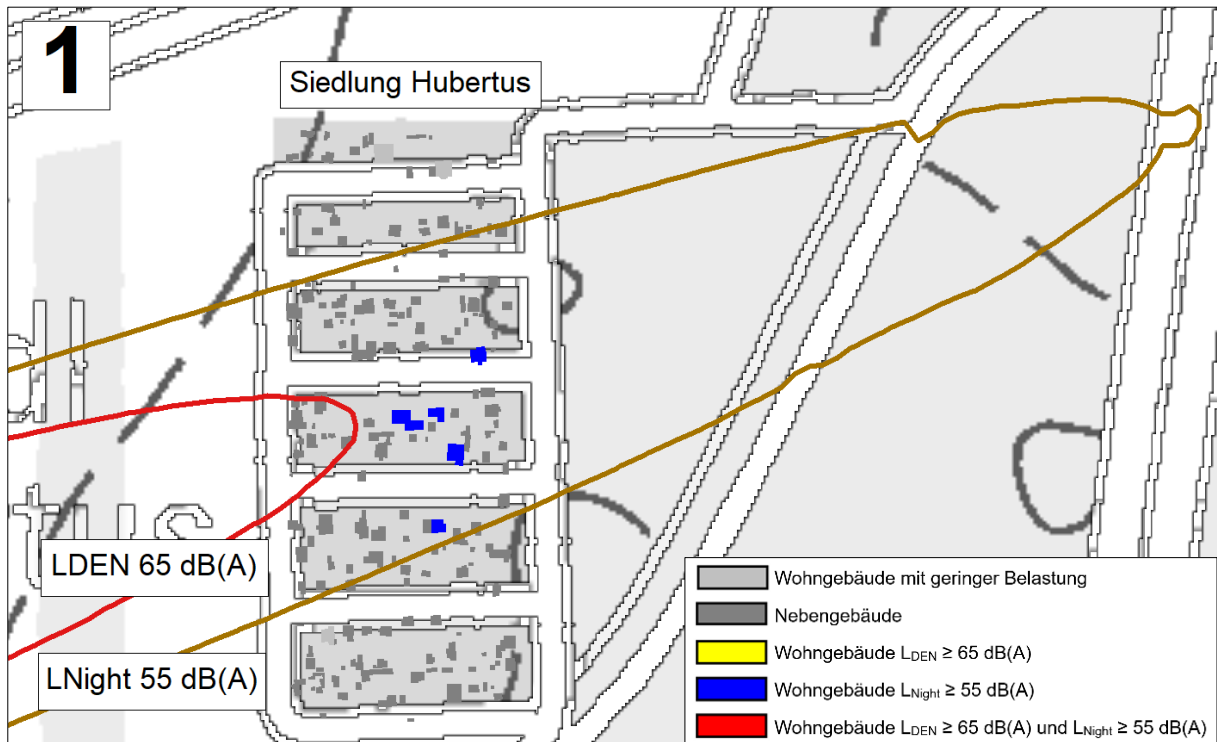 1
Siedlung Hubertus
LDEN 65 dB(A)
LNight 55 dB(A)
Wohngebäude mit geringer Belastung
Nebengebäude
Wohngebäude LDEN ≥ 65 dB(A)
Wohngebäude LNight ≥ 55 dB(A)
Wohngebäude LDEN ≥ 65 dB(A) und LNight ≥ 55 dB(A)